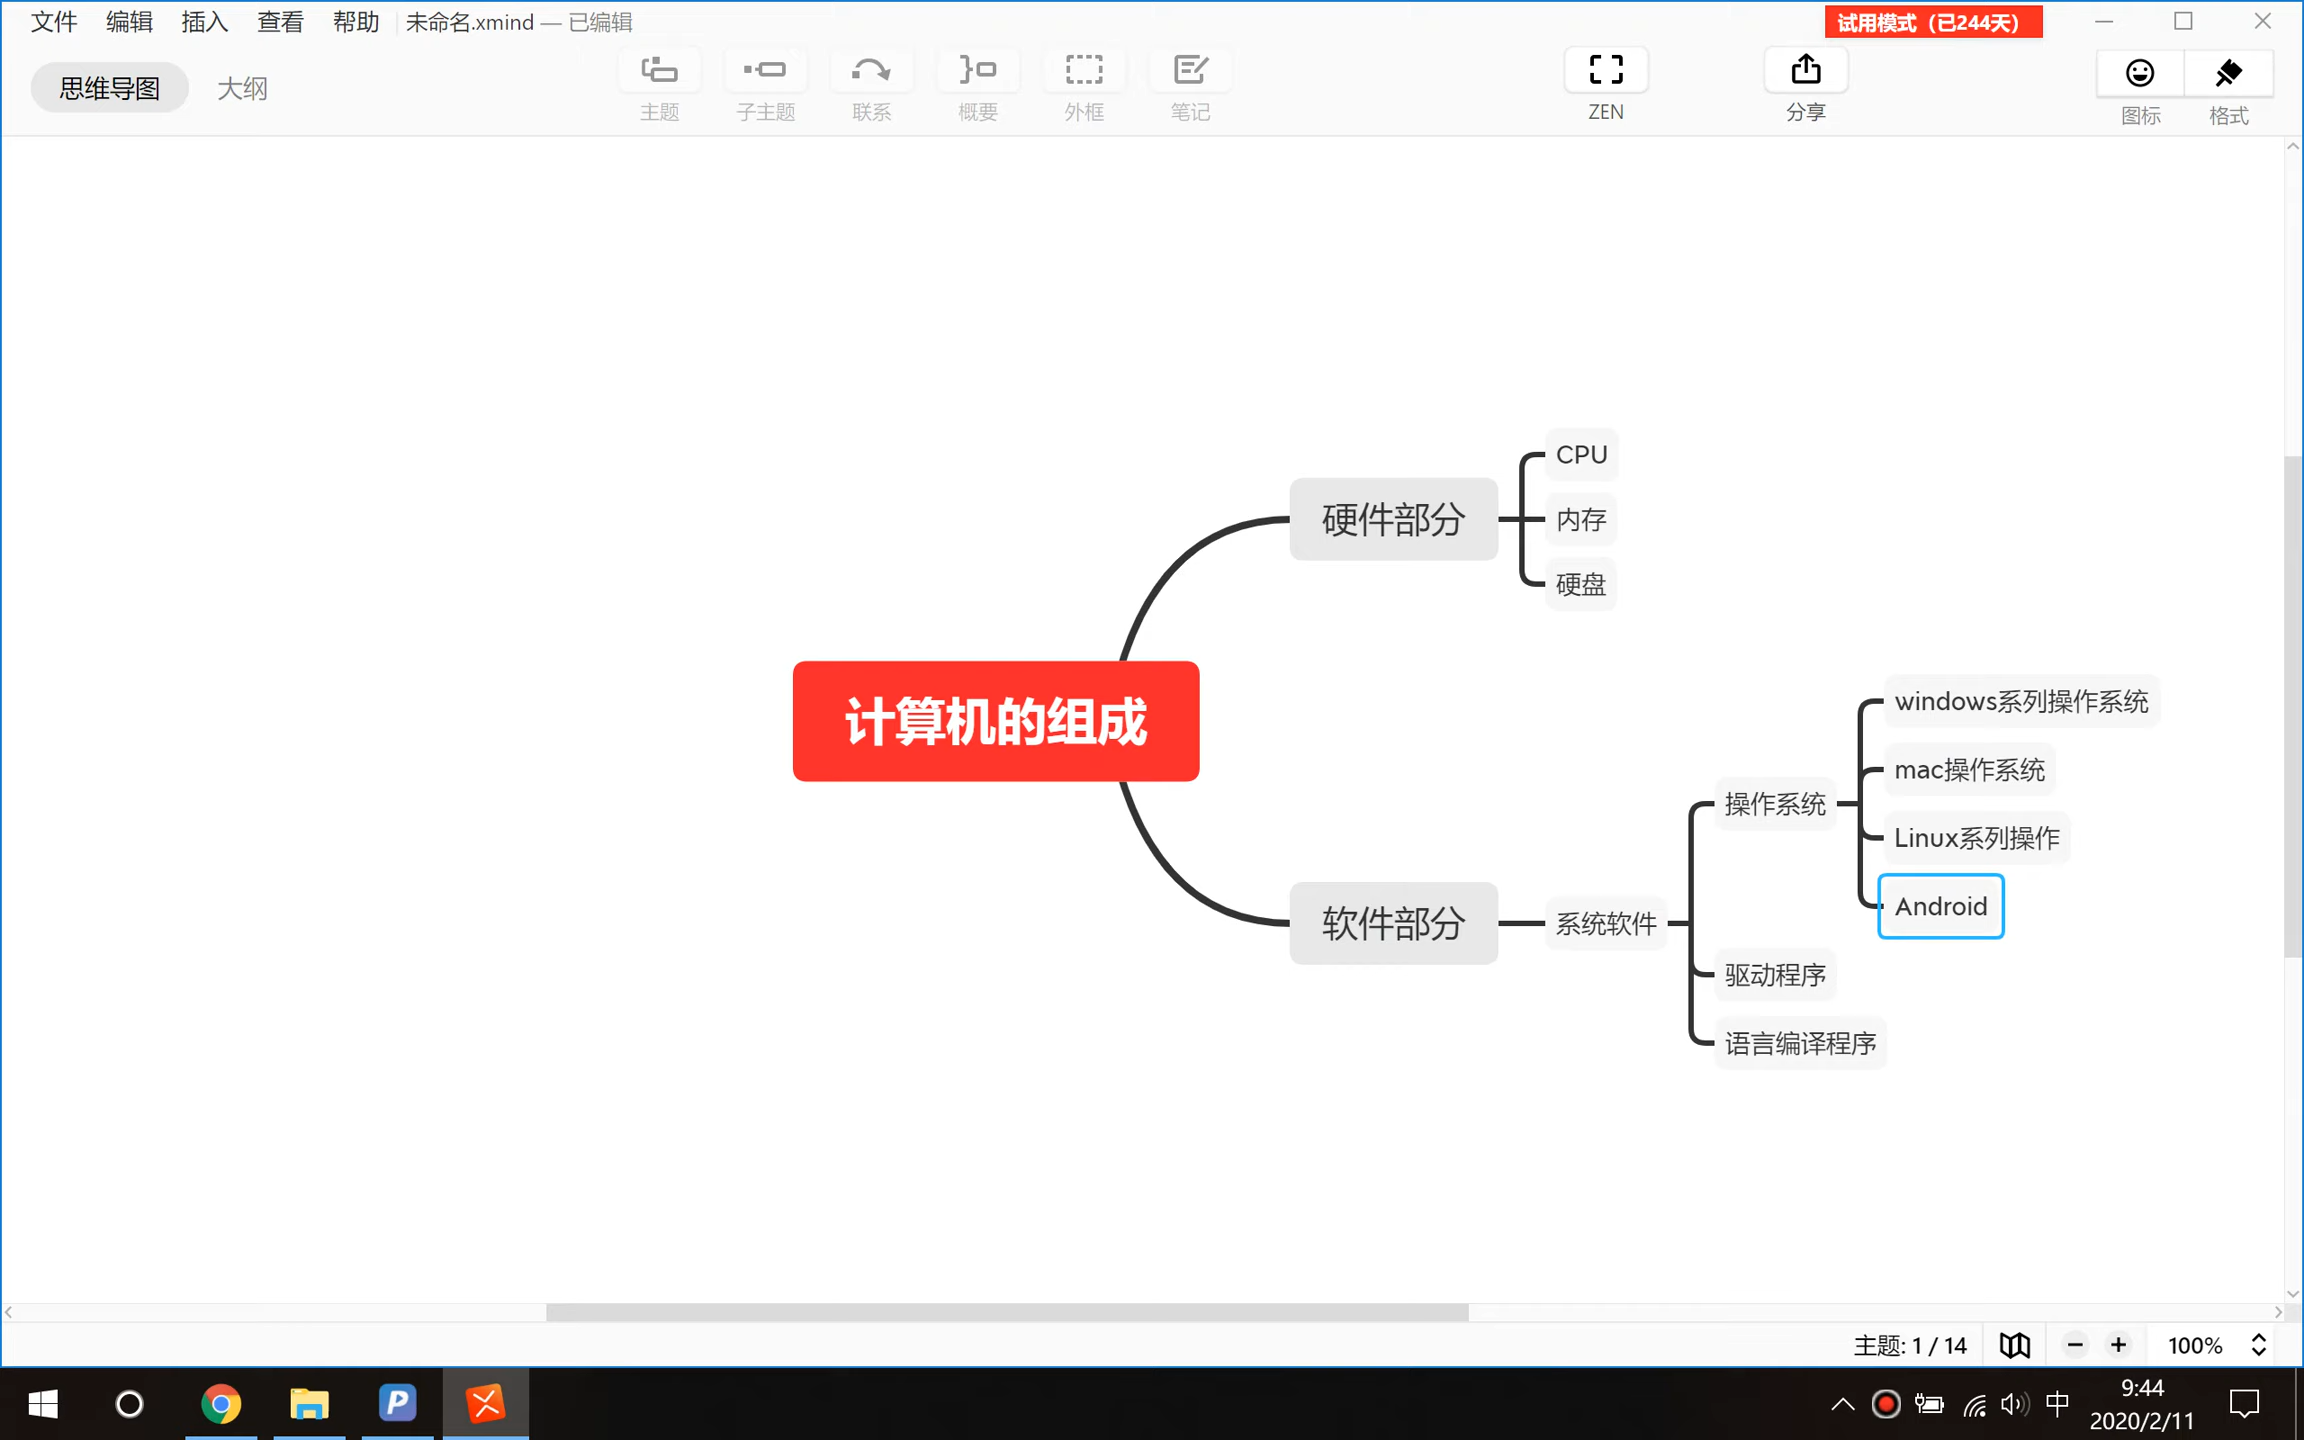 文件 编辑 插入 查看 帮助 未命名.xmind — 已编辑
试用模式（已244天）
思维导图 大纲
主题 子主题 联系 概要 外框 笔记 ZEN 分享 图标 格式
CPU
硬件部分 内存
硬盘
计算机的组成
windows系列操作系统
mac操作系统
操作系统
Linux系列操作
Android
软件部分 系统软件
驱动程序
语言编译程序
主题: 1 / 14 100%
中 9:44
2020/2/11